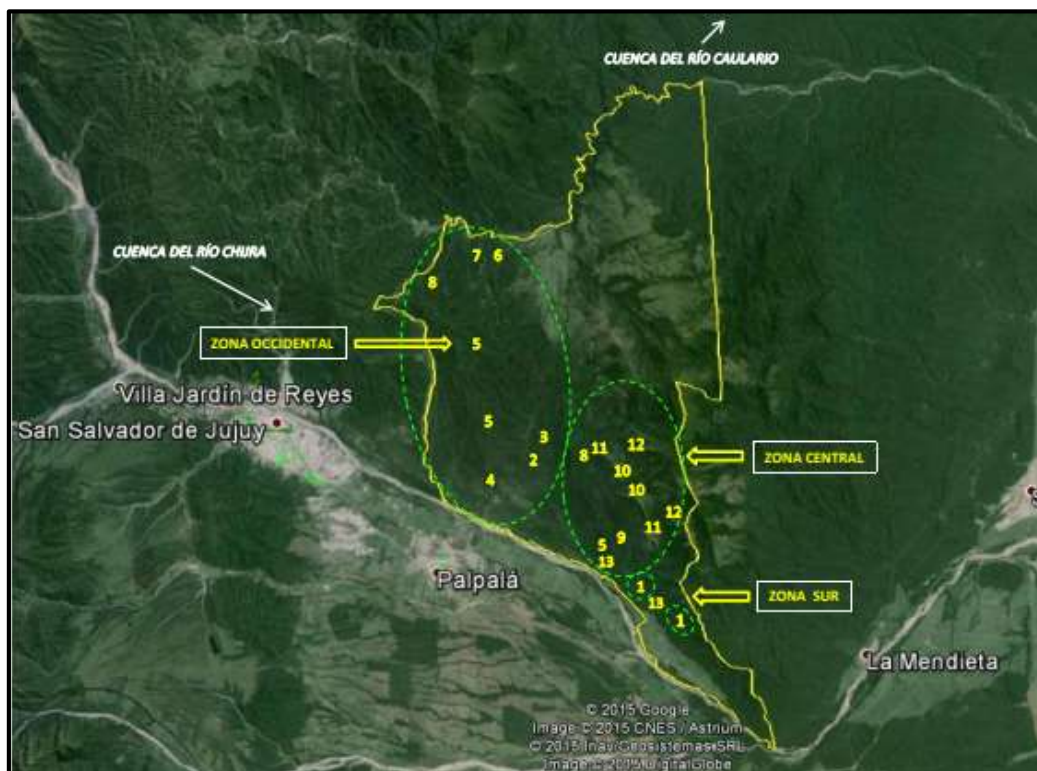 CUENCA DEL RÍO CAULARIO
CUENCA DEL RÍO CHURA
7 6
8
ZONA OCCIDENTAL
5
Villa Jardín de Reyes
San Salvador de Jujuy
5
3
2
4
8 11 12
10
10
ZONA CENTRAL
12
11
9
5
13
Palpalá
1
13
1
ZONA SUR
La Mendieta
© 2015 Google
Image © 2015 CNES / Astrium
© 2015 Inav/Geosistemas SRL
Image © 2015 DigitalGlobe